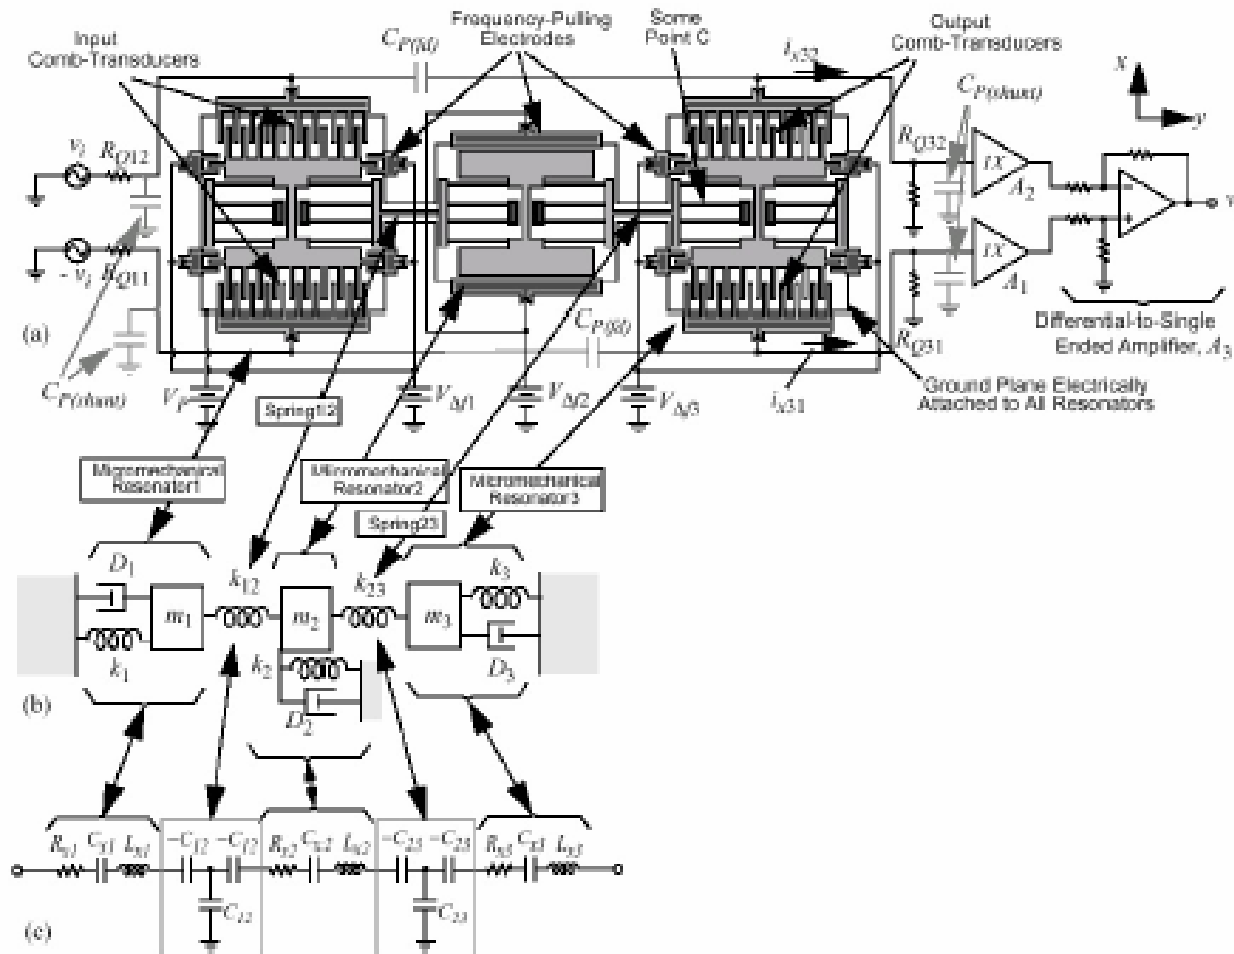 Input
Comb-Transducers
C_P(fd)
Frequency-Pulling
Electrodes
Some
Point C
i_x32
Output
Comb-Transducers
C_P(shunt)
x
y
v_i
R_Q12
R_Q32
1X
A_2
−
+
v
- v_i
R_Q11
1X
A_1
(a)
C_P(fd)
R_Q31
Differential-to-Single
Ended Amplifier, A_3
C_P(shunt)
V_P
Spring12
V_Δf1
V_Δf2
V_Δf3
i_x31
Ground Plane Electrically
Attached to All Resonators
Micromechanical
Resonator1
Micromechanical
Resonator2
Micromechanical
Resonator3
Spring23
D_1
k_12
k_23
k_3
m_1
m_2
m_3
k_1
k_2
D_3
(b)
D_2
R_x1 C_x1 L_x1 −C_12 −C_12 R_x2 C_x2 L_x2 −C_23 −C_23 R_x3 C_x3 L_x3
C_12
C_23
(c)